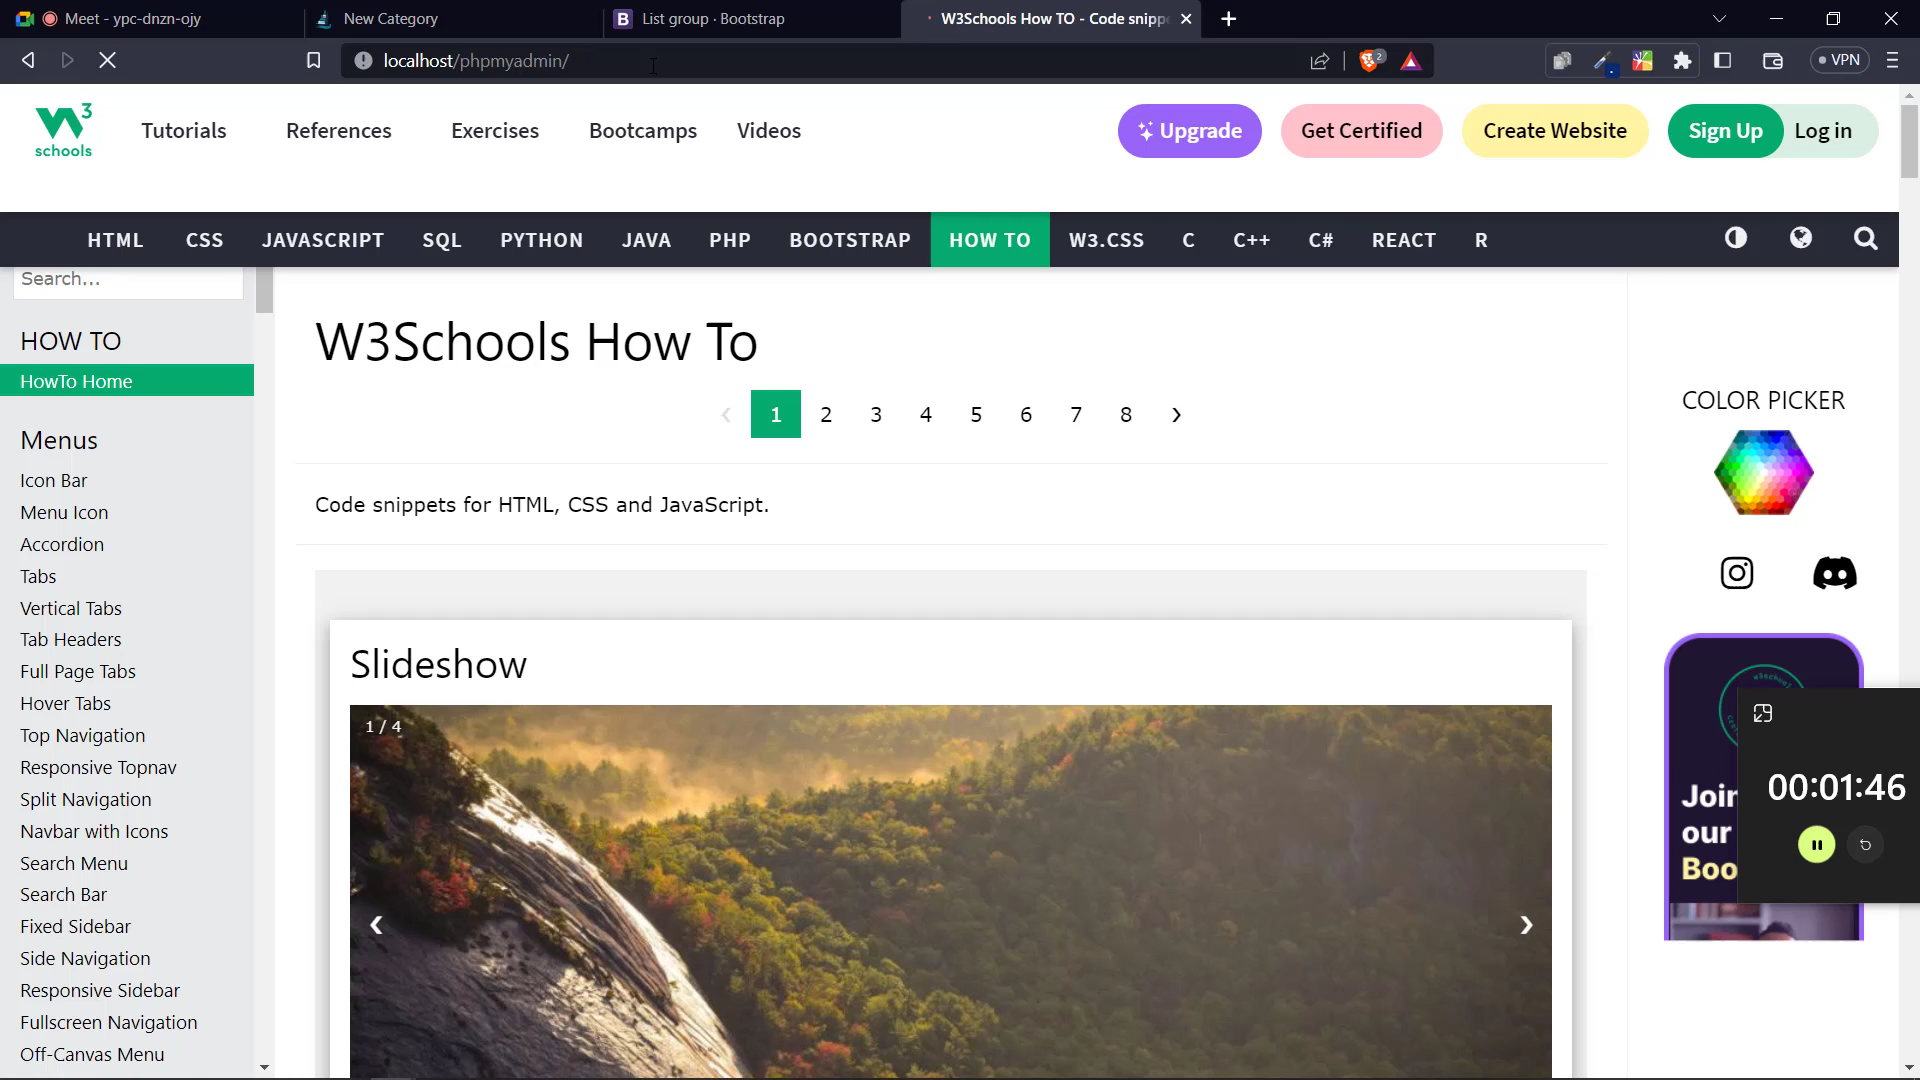 Meet - ypc-dnzn-ojy
New Category
B List group · Bootstrap
W3Schools How TO - Code snipp
localhost/phpmyadmin/
2
VPN
W3 schools
Tutorials
References
Exercises
Bootcamps
Videos
Upgrade
Get Certified
Create Website
Sign Up
Log in
HTML
CSS
JAVASCRIPT
SQL
PYTHON
JAVA
PHP
BOOTSTRAP
HOW TO
W3.CSS
C
C++
C#
REACT
R
Search...
HOW TO
HowTo Home
Menus
Icon Bar
Menu Icon
Accordion
Tabs
Vertical Tabs
Tab Headers
Full Page Tabs
Hover Tabs
Top Navigation
Responsive Topnav
Split Navigation
Navbar with Icons
Search Menu
Search Bar
Fixed Sidebar
Side Navigation
Responsive Sidebar
Fullscreen Navigation
Off-Canvas Menu
W3Schools How To
‹ 1 2 3 4 5 6 7 8 ›
Code snippets for HTML, CSS and JavaScript.
Slideshow
1 / 4
❮ ❯
COLOR PICKER
Join
our
Boo
00:01:46